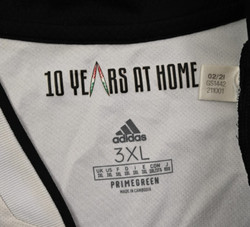 10 YEARS AT HOME
02/21
adidas
3XL
PRIMEGREEN
MADE IN CAMBODIA